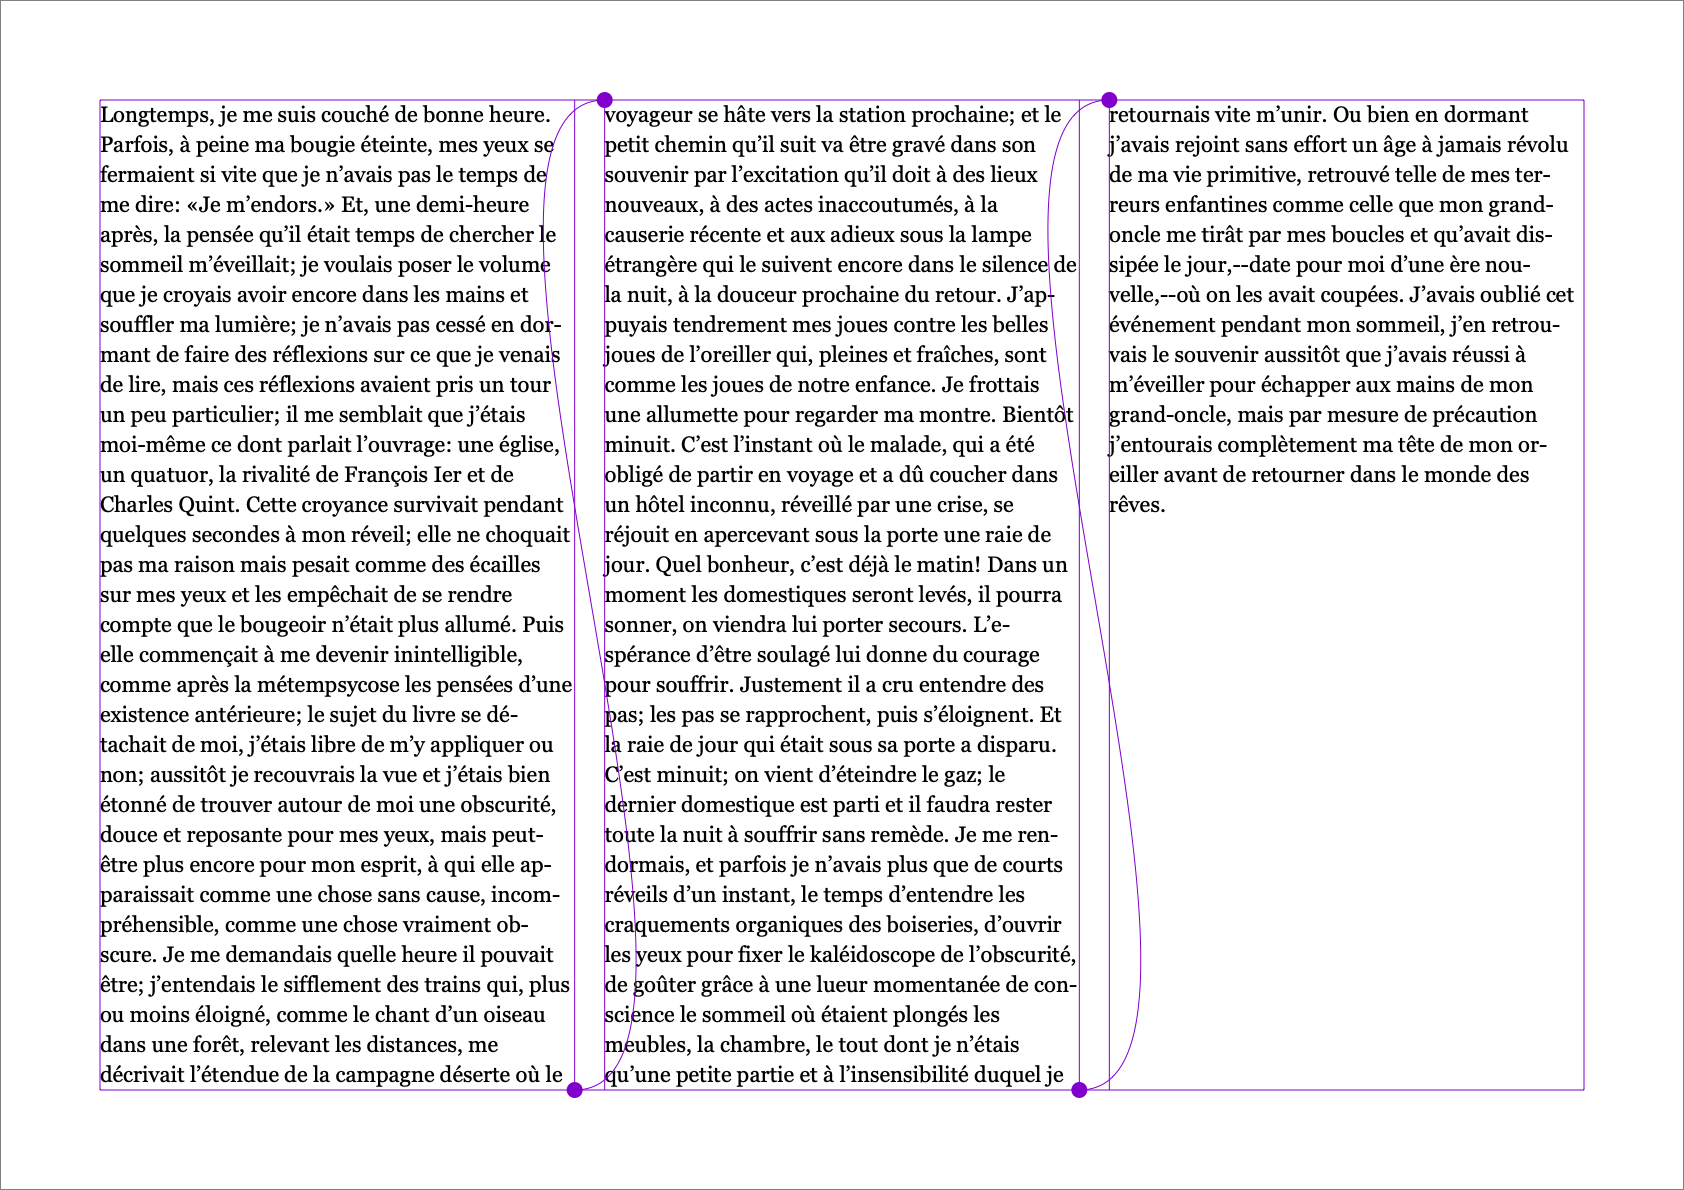 Longtemps, je me suis couché de bonne heure.
Parfois, à peine ma bougie éteinte, mes yeux se
fermaient si vite que je n’avais pas le temps de
me dire: «Je m’endors.» Et, une demi-heure
après, la pensée qu’il était temps de chercher le
sommeil m’éveillait; je voulais poser le volume
que je croyais avoir encore dans les mains et
souffler ma lumière; je n’avais pas cessé en dor-
mant de faire des réflexions sur ce que je venais
de lire, mais ces réflexions avaient pris un tour
un peu particulier; il me semblait que j’étais
moi-même ce dont parlait l’ouvrage: une église,
un quatuor, la rivalité de François Ier et de
Charles Quint. Cette croyance survivait pendant
quelques secondes à mon réveil; elle ne choquait
pas ma raison mais pesait comme des écailles
sur mes yeux et les empêchait de se rendre
compte que le bougeoir n’était plus allumé. Puis
elle commençait à me devenir inintelligible,
comme après la métempsycose les pensées d’une
existence antérieure; le sujet du livre se dé-
tachait de moi, j’étais libre de m’y appliquer ou
non; aussitôt je recouvrais la vue et j’étais bien
étonné de trouver autour de moi une obscurité,
douce et reposante pour mes yeux, mais peut-
être plus encore pour mon esprit, à qui elle ap-
paraissait comme une chose sans cause, incom-
préhensible, comme une chose vraiment ob-
scure. Je me demandais quelle heure il pouvait
être; j’entendais le sifflement des trains qui, plus
ou moins éloigné, comme le chant d’un oiseau
dans une forêt, relevant les distances, me
décrivait l’étendue de la campagne déserte où le
voyageur se hâte vers la station prochaine; et le
petit chemin qu’il suit va être gravé dans son
souvenir par l’excitation qu’il doit à des lieux
nouveaux, à des actes inaccoutumés, à la
causerie récente et aux adieux sous la lampe
étrangère qui le suivent encore dans le silence de
la nuit, à la douceur prochaine du retour. J’ap-
puyais tendrement mes joues contre les belles
joues de l’oreiller qui, pleines et fraîches, sont
comme les joues de notre enfance. Je frottais
une allumette pour regarder ma montre. Bientôt
minuit. C’est l’instant où le malade, qui a été
obligé de partir en voyage et a dû coucher dans
un hôtel inconnu, réveillé par une crise, se
réjouit en apercevant sous la porte une raie de
jour. Quel bonheur, c’est déjà le matin! Dans un
moment les domestiques seront levés, il pourra
sonner, on viendra lui porter secours. L’e-
spérance d’être soulagé lui donne du courage
pour souffrir. Justement il a cru entendre des
pas; les pas se rapprochent, puis s’éloignent. Et
la raie de jour qui était sous sa porte a disparu.
C’est minuit; on vient d’éteindre le gaz; le
dernier domestique est parti et il faudra rester
toute la nuit à souffrir sans remède. Je me ren-
dormais, et parfois je n’avais plus que de courts
réveils d’un instant, le temps d’entendre les
craquements organiques des boiseries, d’ouvrir
les yeux pour fixer le kaléidoscope de l’obscurité,
de goûter grâce à une lueur momentanée de con-
science le sommeil où étaient plongés les
meubles, la chambre, le tout dont je n’étais
qu’une petite partie et à l’insensibilité duquel je
retournais vite m’unir. Ou bien en dormant
j’avais rejoint sans effort un âge à jamais révolu
de ma vie primitive, retrouvé telle de mes ter-
reurs enfantines comme celle que mon grand-
oncle me tirât par mes boucles et qu’avait dis-
sipée le jour,--date pour moi d’une ère nou-
velle,--où on les avait coupées. J’avais oublié cet
événement pendant mon sommeil, j’en retrou-
vais le souvenir aussitôt que j’avais réussi à
m’éveiller pour échapper aux mains de mon
grand-oncle, mais par mesure de précaution
j’entourais complètement ma tête de mon or-
eiller avant de retourner dans le monde des
rêves.